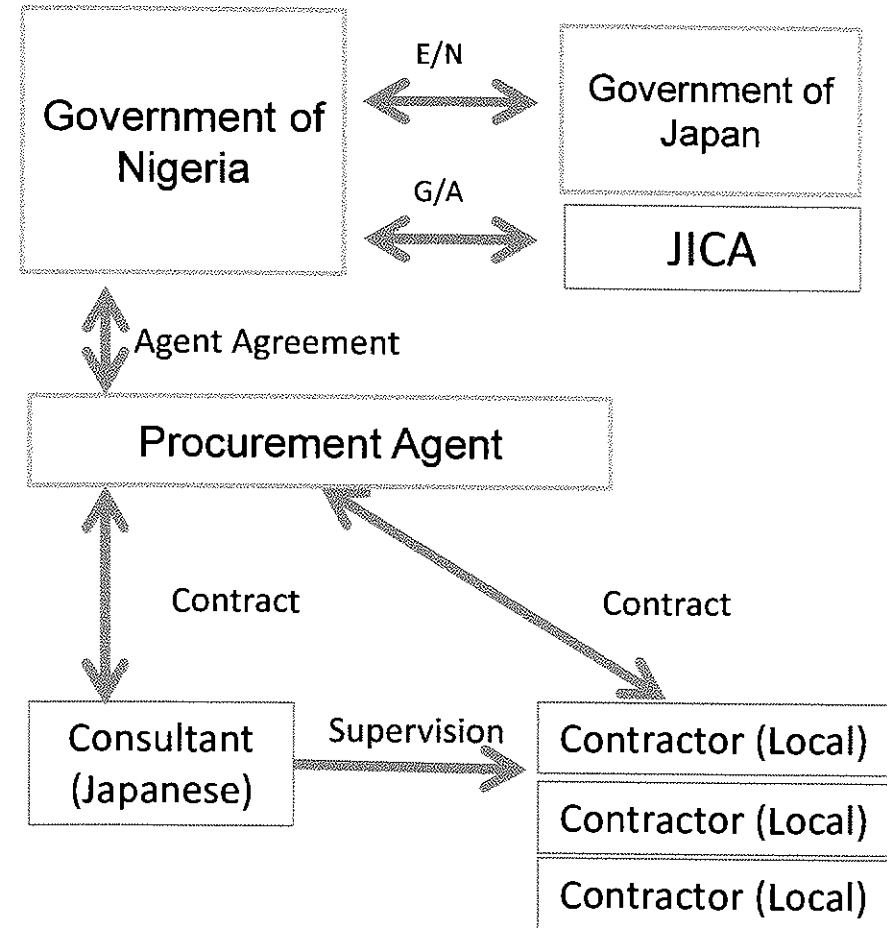 E/N
Government of
Nigeria
Government of
Japan
G/A
JICA
Agent Agreement
Procurement Agent
Contract
Contract
Consultant
(Japanese)
Supervision
Contractor (Local)
Contractor (Local)
Contractor (Local)